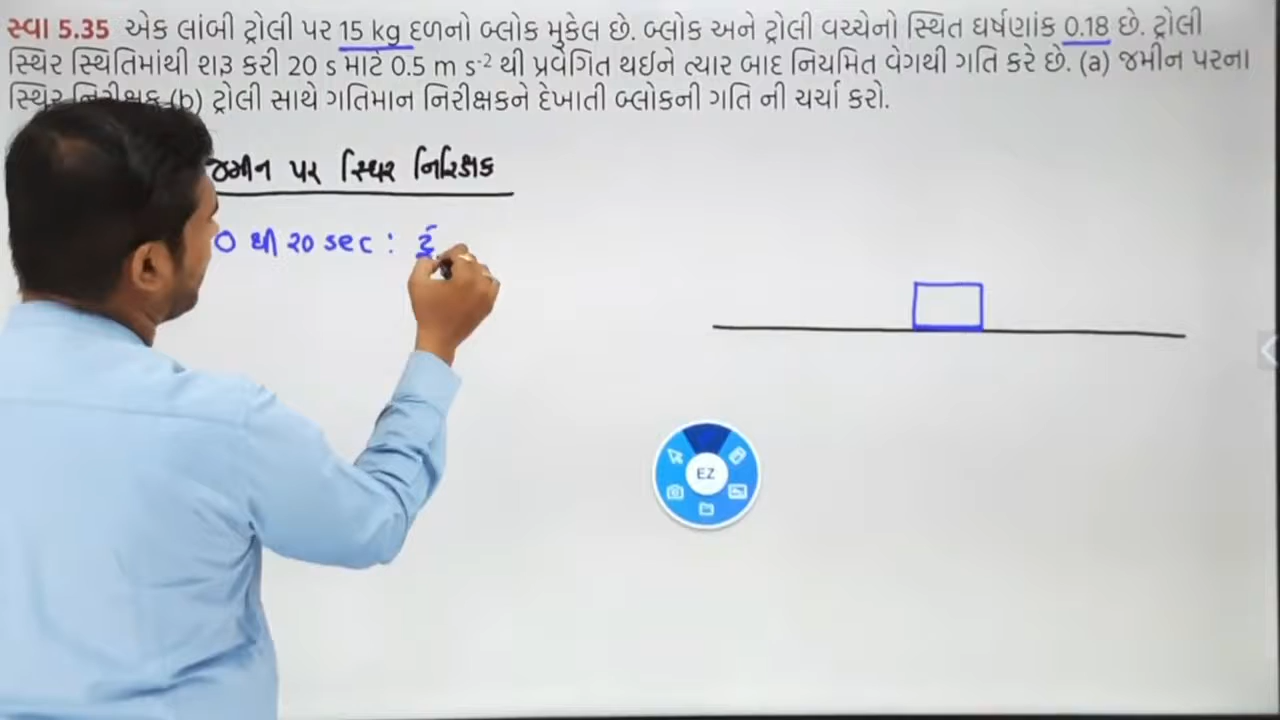 સ્વા 5.35 એક લાંબી ટ્રોલી પર 15 kg દળનો બ્લોક મુકેલ છે. બ્લોક અને ટ્રોલી વચ્ચેનો સ્થિત ઘર્ષણાંક 0.18 છે. ટ્રોલી
સ્થિર સ્થિતિમાંથી શરૂ કરી 20 s માટે 0.5 m s⁻² થી પ્રવેગિત થઈને ત્યાર બાદ નિયમિત વેગથી ગતિ કરે છે. (a) જમીન પરના
સ્થિર નિરીક્ષક (b) ટ્રોલી સાથે ગતિમાન નિરીક્ષકને દેખાતી બ્લોકની ગતિ ની ચર્ચા કરો.
જમીન પર સ્થિર નિરિક્ષક
0 થી ૨૦ sec :
EZ